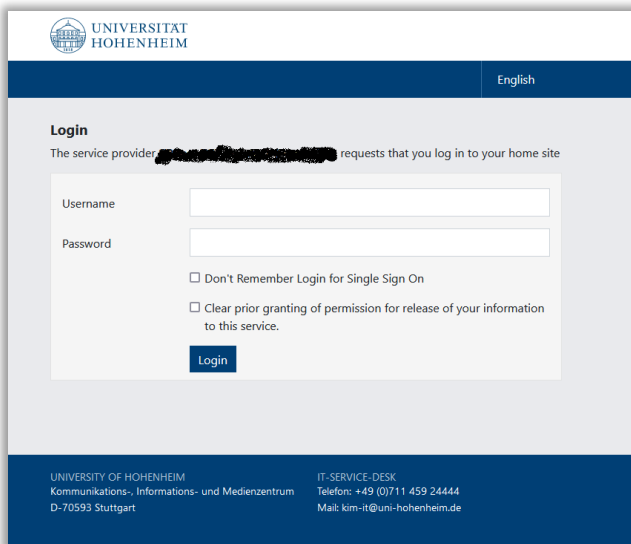 UNIVERSITÄT
HOHENHEIM
1818
English
Login
The service provider requests that you log in to your home site
Username
Password
Don't Remember Login for Single Sign On
Clear prior granting of permission for release of your information
to this service.
Login
UNIVERSITY OF HOHENHEIM
Kommunikations-, Informations- und Medienzentrum
D-70593 Stuttgart
IT-SERVICE-DESK
Telefon: +49 (0)711 459 24444
Mail: kim-it@uni-hohenheim.de